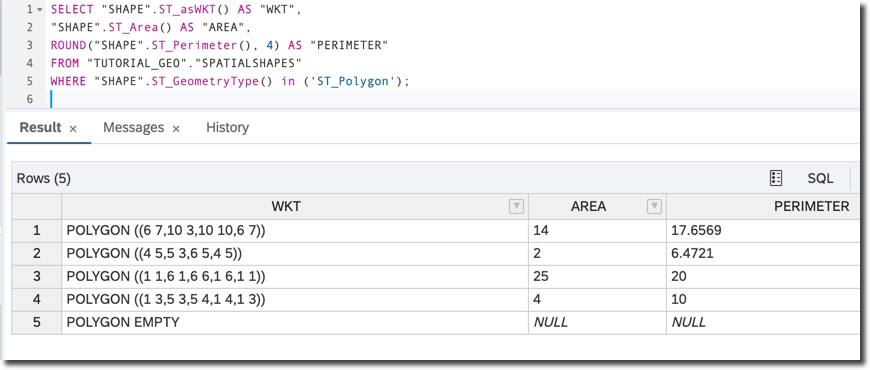 1 SELECT "SHAPE".ST_asWKT() AS "WKT",
2 "SHAPE".ST_Area() AS "AREA",
3 ROUND("SHAPE".ST_Perimeter(), 4) AS "PERIMETER"
4 FROM "TUTORIAL_GEO"."SPATIALSHAPES"
5 WHERE "SHAPE".ST_GeometryType() in ('ST_Polygon');
6
Result × Messages × History
Rows (5) SQL
WKT AREA PERIMETER
1 POLYGON ((6 7,10 3,10 10,6 7)) 14 17.6569
2 POLYGON ((4 5,5 3,6 5,4 5)) 2 6.4721
3 POLYGON ((1 1,6 1,6 6,1 6,1 1)) 25 20
4 POLYGON ((1 3,5 3,5 4,1 4,1 3)) 4 10
5 POLYGON EMPTY NULL NULL